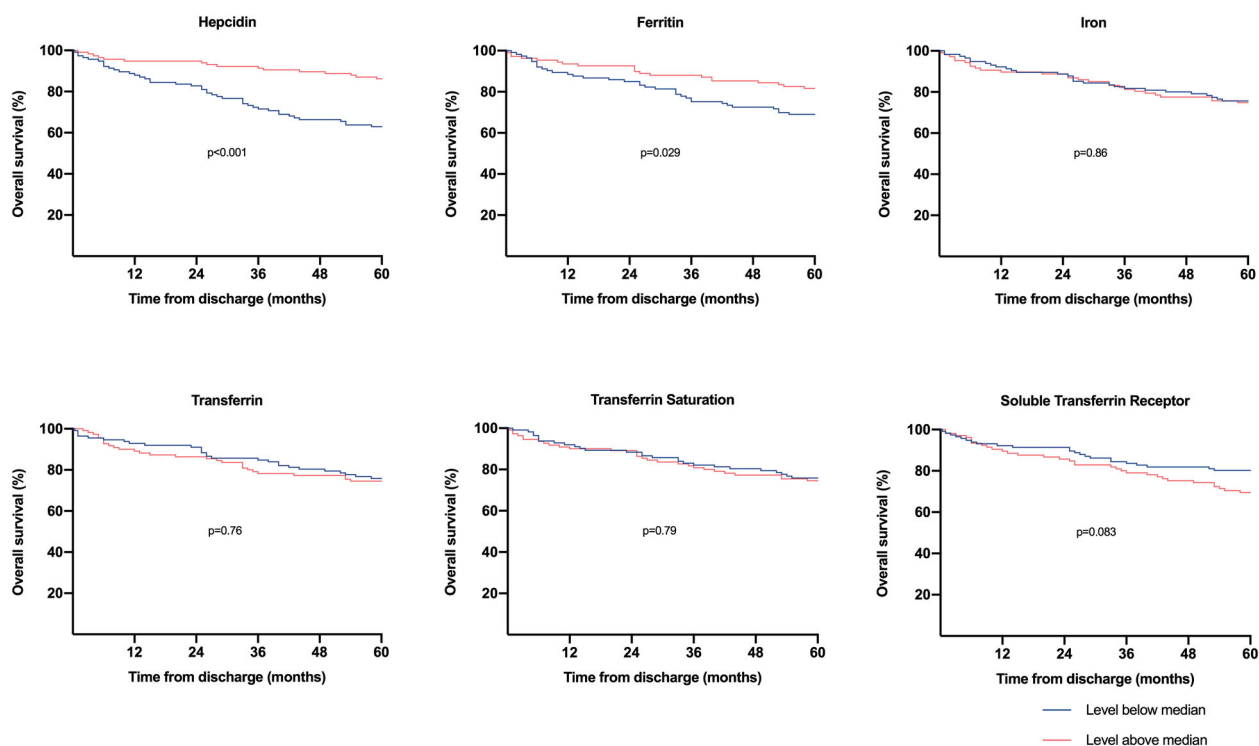 Hepcidin
100
80
60
40
20
Overall survival (%)
p<0.001
12 24 36 48 60
Time from discharge (months)
Ferritin
100
80
60
40
20
Overall survival (%)
p=0.029
12 24 36 48 60
Time from discharge (months)
Iron
100
80
60
40
20
Overall survival (%)
p=0.86
12 24 36 48 60
Time from discharge (months)
Transferrin
100
80
60
40
20
Overall survival (%)
p=0.76
12 24 36 48 60
Time from discharge (months)
Transferrin Saturation
100
80
60
40
20
Overall survival (%)
p=0.79
12 24 36 48 60
Time from discharge (months)
Soluble Transferrin Receptor
100
80
60
40
20
Overall survival (%)
p=0.083
12 24 36 48 60
Time from discharge (months)
Level below median
Level above median